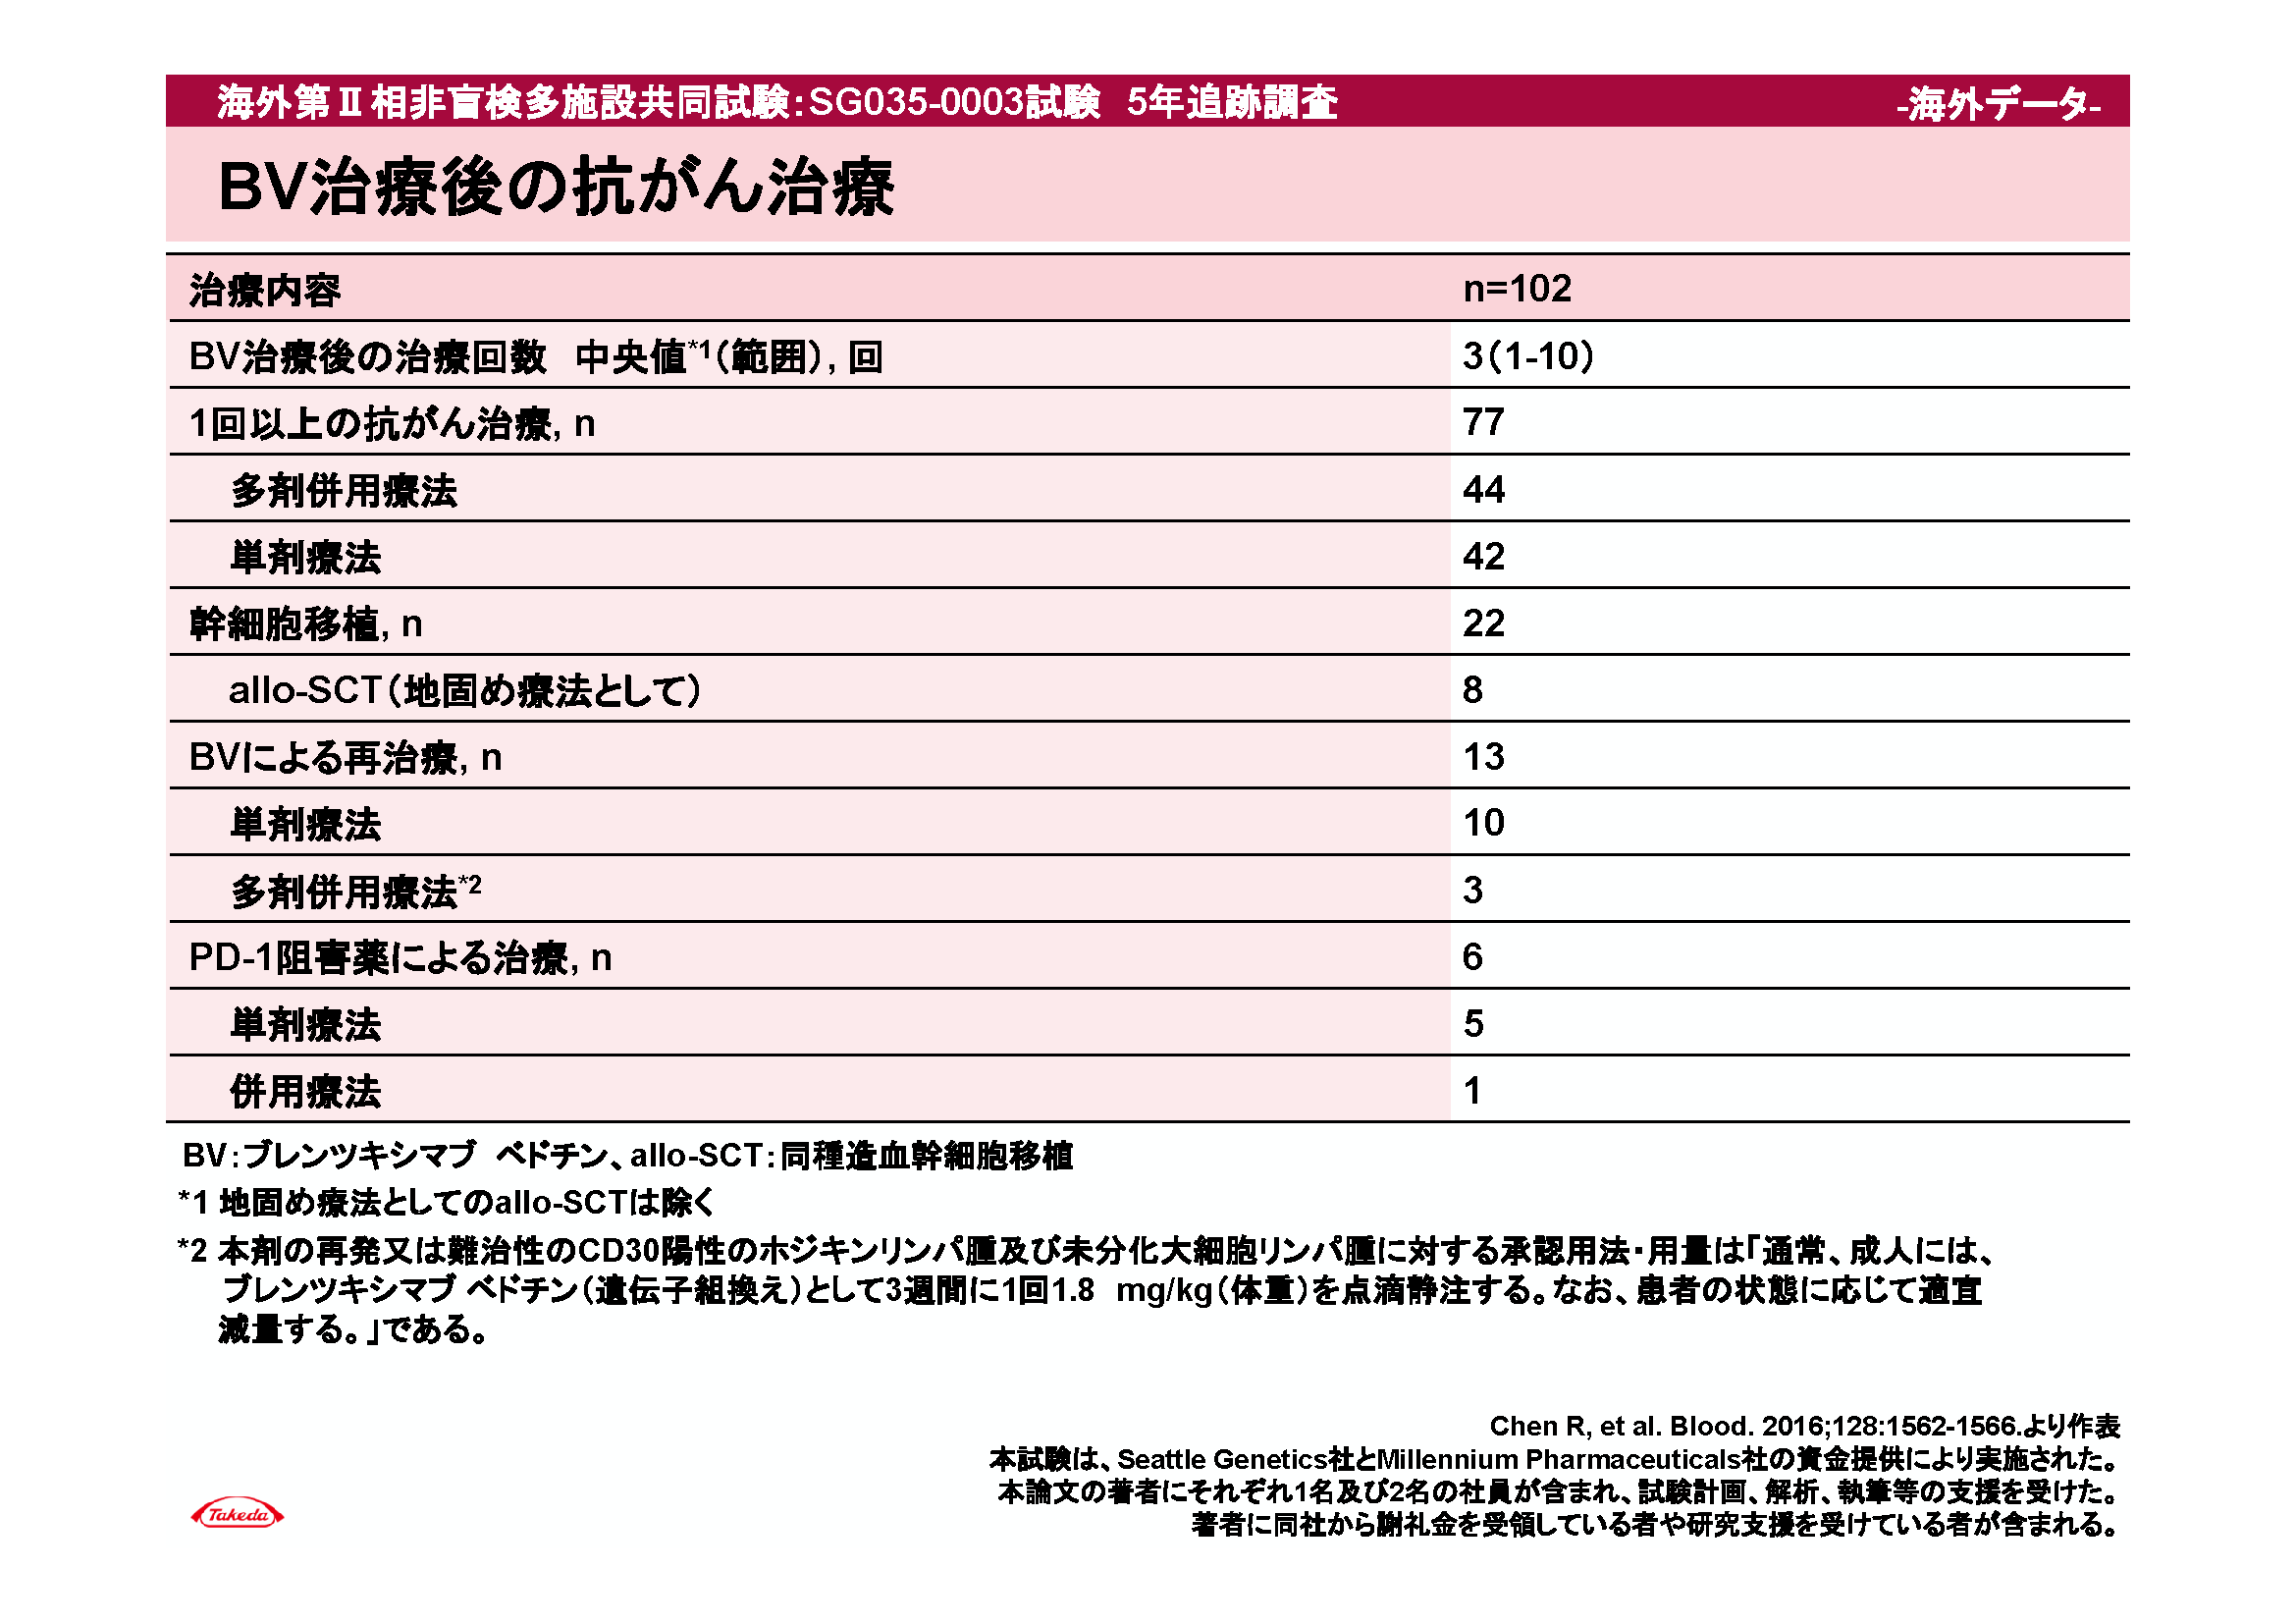 海外第Ⅱ相非盲検多施設共同試験：SG035-0003試験　5年追跡調査　-海外データ-
BV治療後の抗がん治療
治療内容　n=102
BV治療後の治療回数　中央値*1（範囲）, 回　3（1-10）
1回以上の抗がん治療, n　77
多剤併用療法　44
単剤療法　42
幹細胞移植, n　22
allo-SCT（地固め療法として）　8
BVによる再治療, n　13
単剤療法　10
多剤併用療法*2　3
PD-1阻害薬による治療, n　6
単剤療法　5
併用療法　1
BV：ブレンツキシマブ　ベドチン、allo-SCT：同種造血幹細胞移植
*1 地固め療法としてのallo-SCTは除く
*2 本剤の再発又は難治性のCD30陽性のホジキンリンパ腫及び未分化大細胞リンパ腫に対する承認用法・用量は「通常、成人には、
ブレンツキシマブ ベドチン（遺伝子組換え）として3週間に1回1.8　mg/kg（体重）を点滴静注する。なお、患者の状態に応じて適宜
減量する。」である。
Chen R, et al. Blood. 2016;128:1562-1566.より作表
本試験は、Seattle Genetics社とMillennium Pharmaceuticals社の資金提供により実施された。
本論文の著者にそれぞれ1名及び2名の社員が含まれ、試験計画、解析、執筆等の支援を受けた。
著者に同社から謝礼金を受領している者や研究支援を受けている者が含まれる。
Takeda